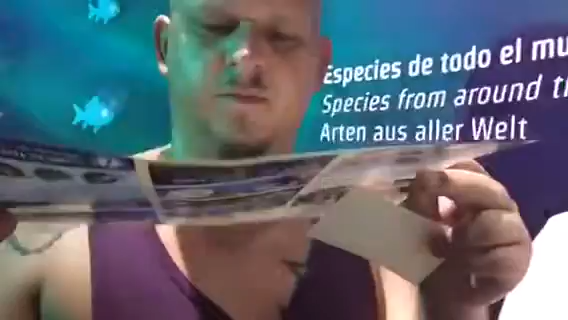 Especies de todo el mu
Species from around t
Arten aus aller Welt